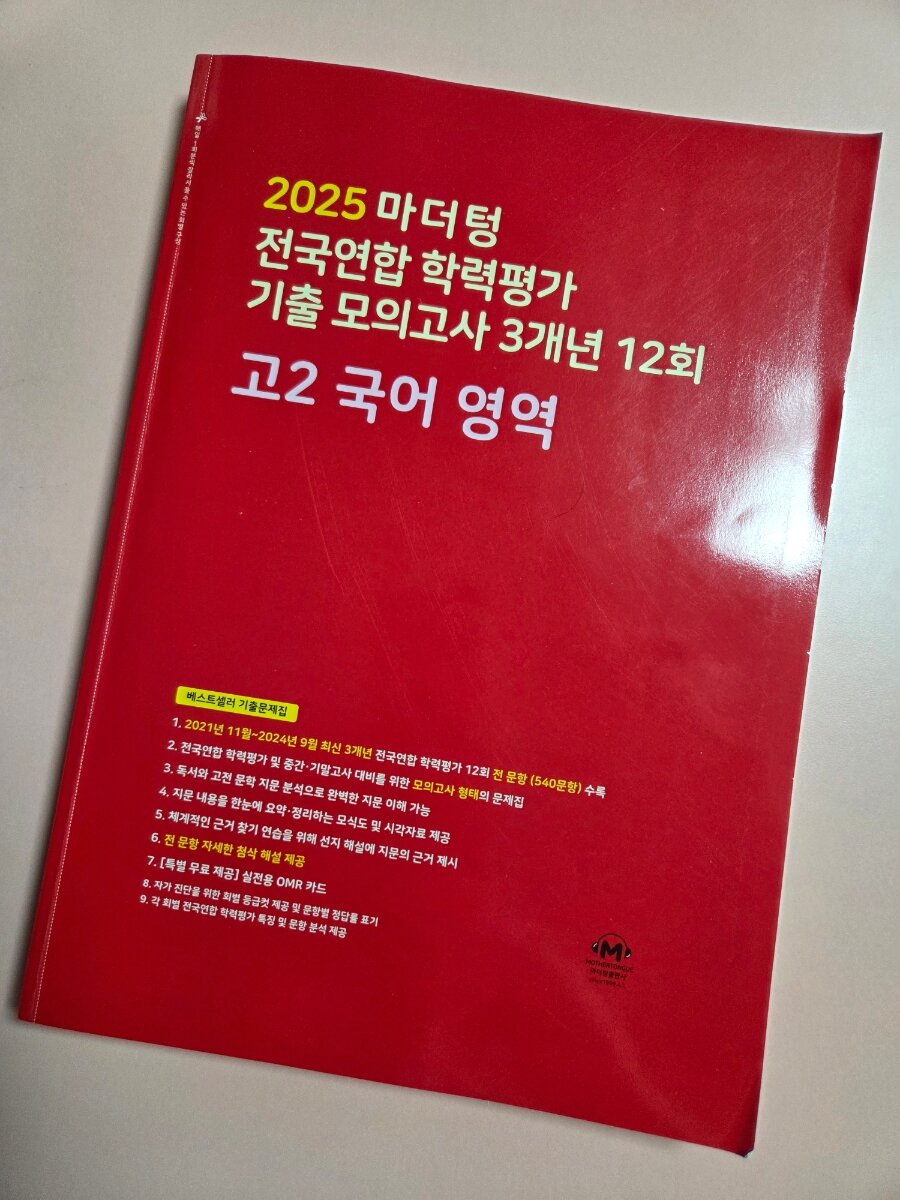 2025 마더텅
전국연합 학력평가
기출 모의고사 3개년 12회
고2 국어 영역
베스트셀러 기출문제집
1. 2021년 11월~2024년 9월 최신 3개년 전국연합 학력평가 12회 전 문항 (540문항) 수록
2. 전국연합 학력평가 및 중간·기말고사 대비를 위한 모의고사 형태의 문제집
3. 독서와 고전 문학 지문 분석으로 완벽한 지문 이해 가능
4. 지문 내용을 한눈에 요약·정리하는 모식도 및 시각자료 제공
5. 체계적인 근거 찾기 연습을 위해 선지 해설에 지문의 근거 제시
6. 전 문항 자세한 첨삭 해설 제공
7. [특별 무료 제공] 실전용 OMR 카드
8. 자가 진단을 위한 회별 등급컷 제공 및 문항별 정답률 표기
9. 각 회별 전국연합 학력평가 특징 및 문항 분석 제공
M
MOTHERTONGUE
마더텅출판사